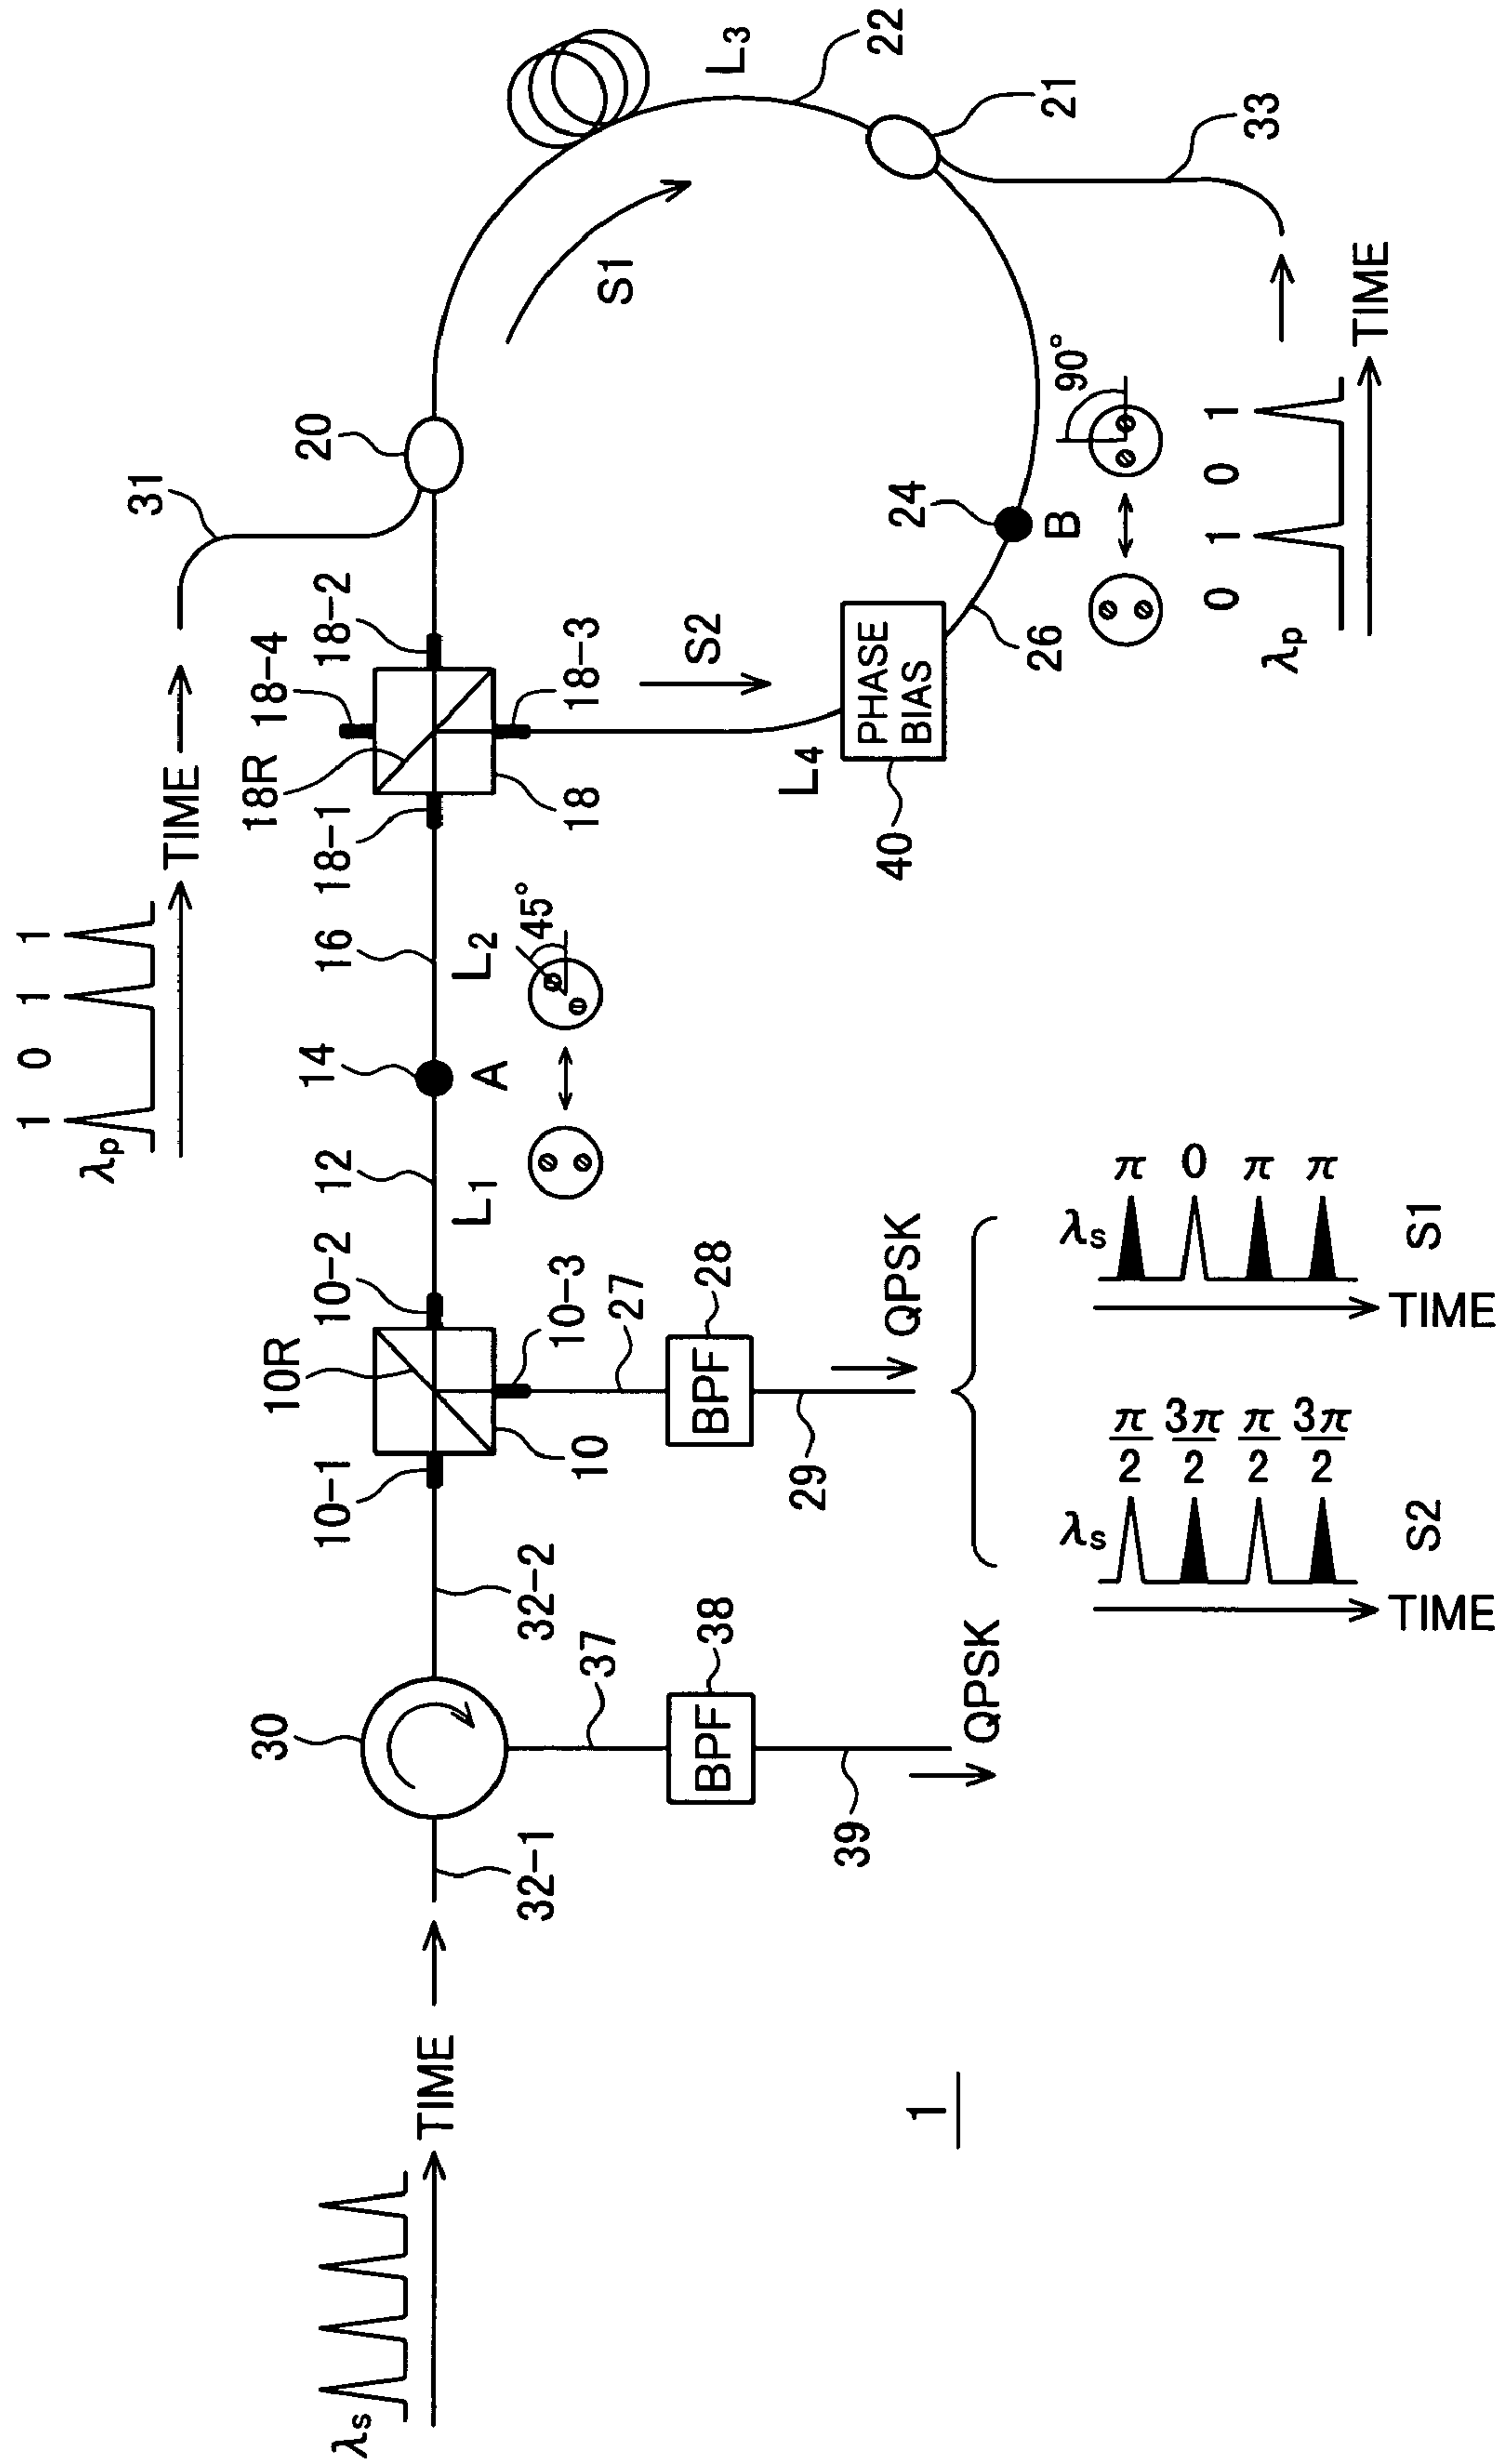 λs
TIME
32-1
30
37
BPF
38
39
QPSK
32-2
10-1
10R
10-2
10-3
10
27
BPF
28
29
QPSK
12
L1
14
A
45°
16
L2
λp
1 0 1 1
TIME
31
18-1
18R
18-4
18-2
18-3
18
20
S1
S2
L3
22
21
33
L4
PHASE
BIAS
40
26
24
B
90°
λp
0 1 0 1
TIME
λs
π 0 π π
TIME
S1
λs
π/2 3π/2 π/2 3π/2
TIME
S2
1